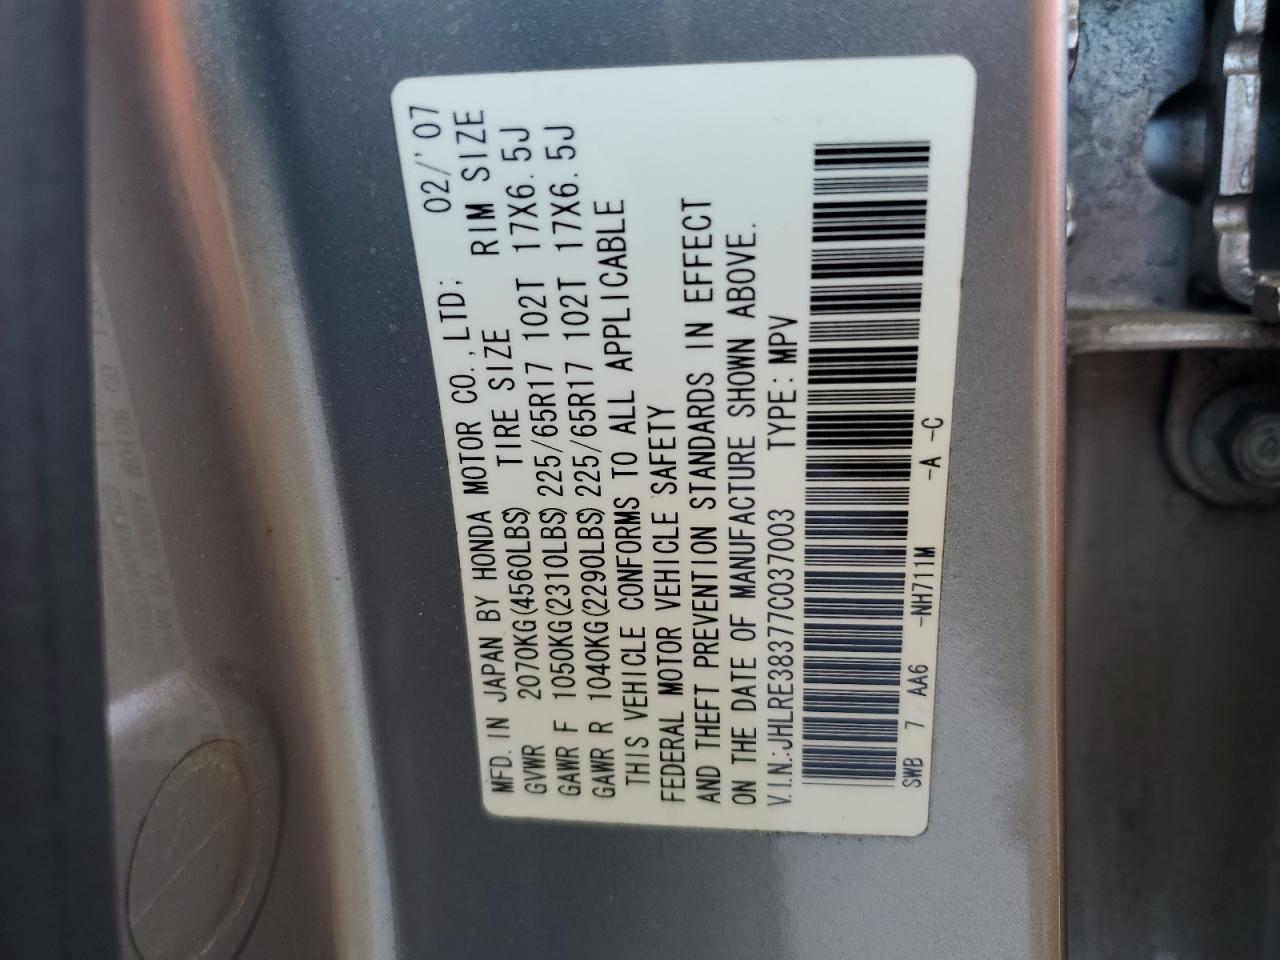 MFD. IN JAPAN BY HONDA MOTOR CO.,LTD; 02/'07
GVWR 2070KG(4560LBS) TIRE SIZE RIM SIZE
GAWR F 1050KG(2310LBS) 225/65R17 102T 17X6.5J
GAWR R 1040KG(2290LBS) 225/65R17 102T 17X6.5J
THIS VEHICLE CONFORMS TO ALL APPLICABLE
FEDERAL MOTOR VEHICLE SAFETY
AND THEFT PREVENTION STANDARDS IN EFFECT
ON THE DATE OF MANUFACTURE SHOWN ABOVE.
V.I.N.:JHLRE38377C037003 TYPE: MPV
SWB 7 AA6 -NH711M -A -C